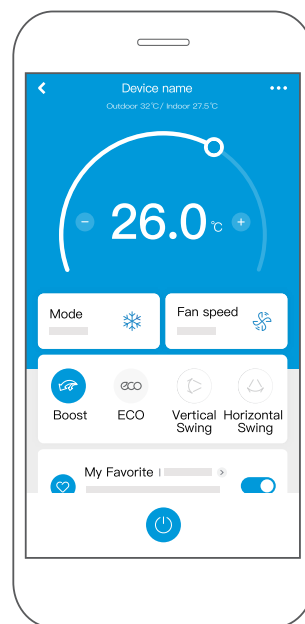 Device name
Outdoor 32℃/ Indoor 27.5℃
26.0 ℃
Mode
Fan speed
eco
Boost
ECO
Vertical Swing
Horizontal Swing
My Favorite